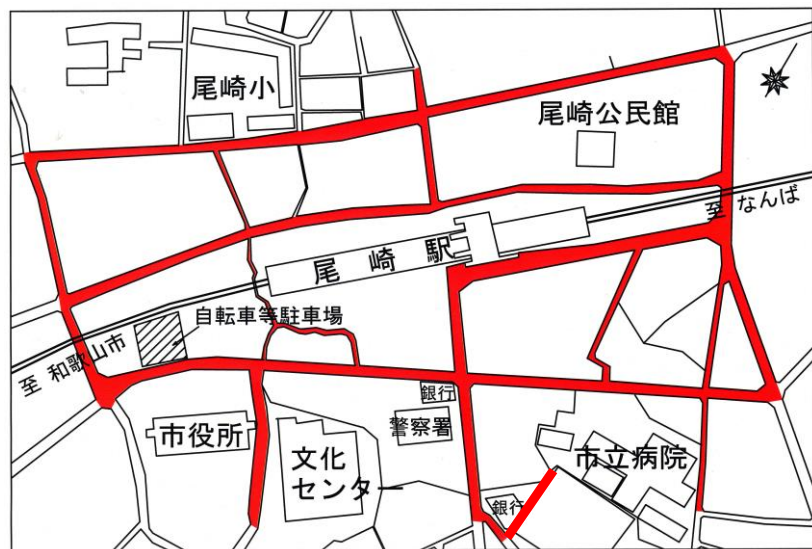 尾崎小
尾崎公民館
至 なんば
尾崎駅
自転車等駐車場
至 和歌山市
銀行
市役所
警察署
文化
センター
市立病院
銀行